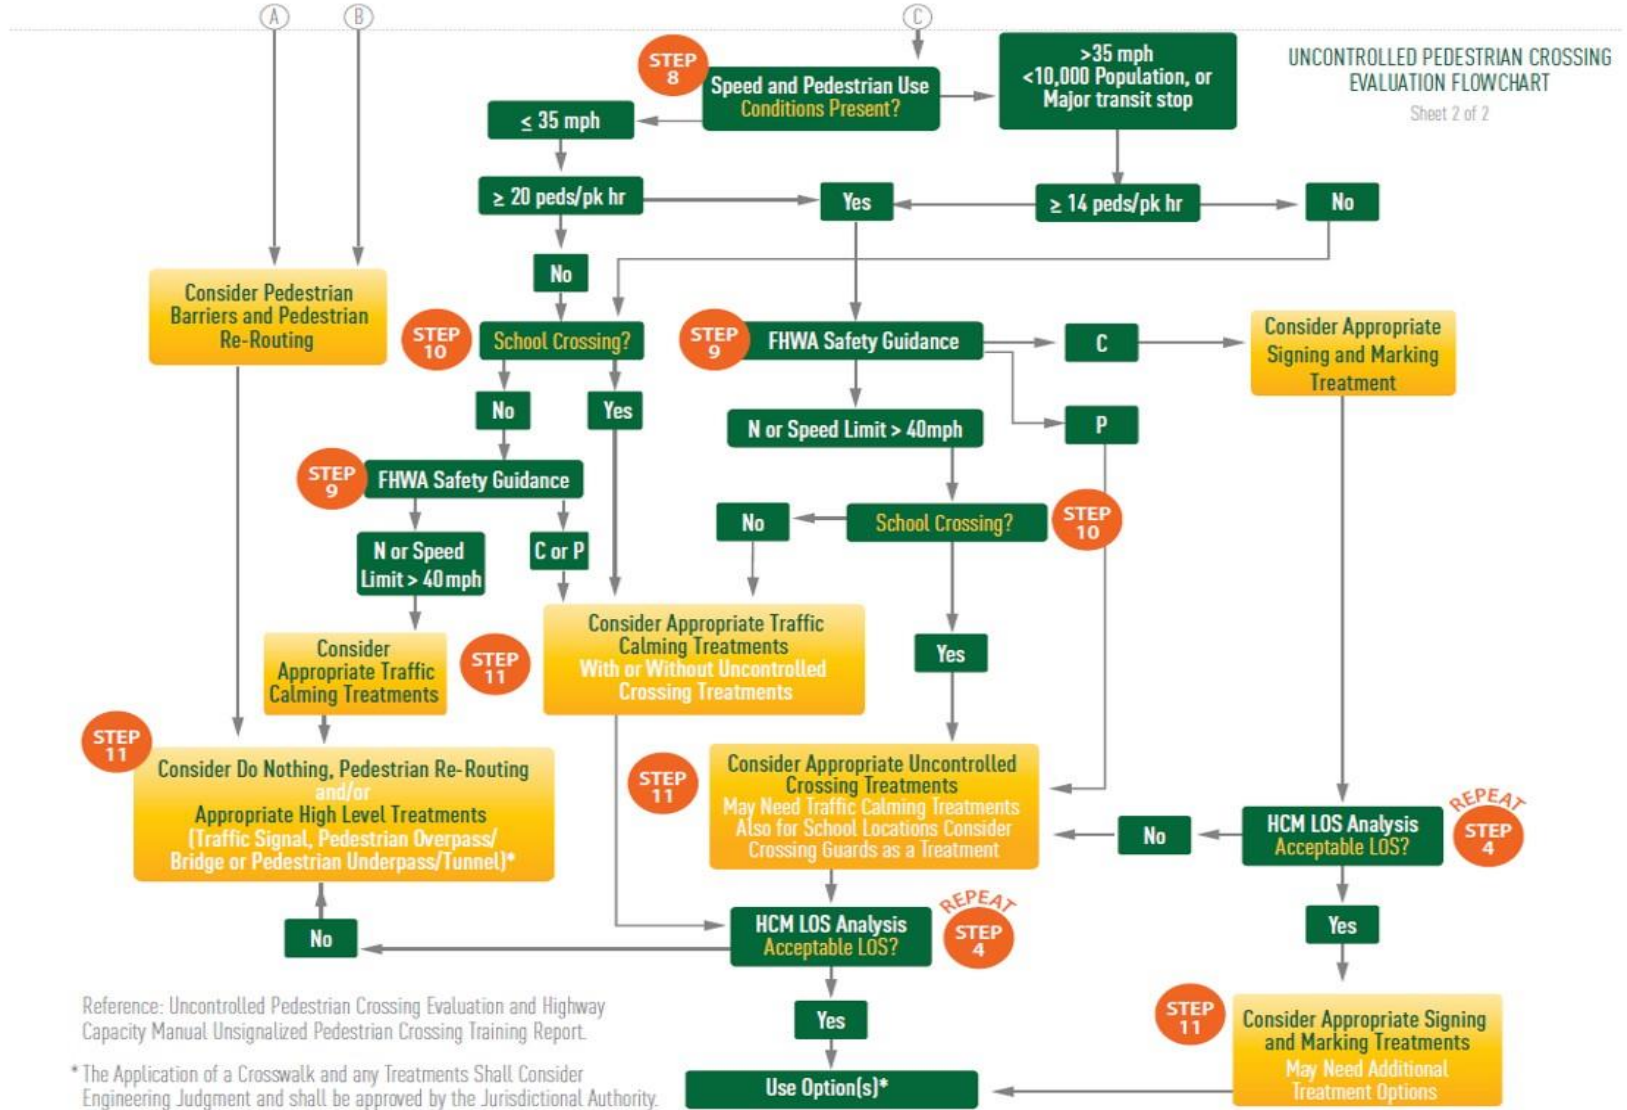 A
B
C
UNCONTROLLED PEDESTRIAN CROSSING
EVALUATION FLOWCHART
Sheet 2 of 2
STEP
8
Speed and Pedestrian Use
Conditions Present?
>35 mph
<10,000 Population, or
Major transit stop
≤ 35 mph
≥ 20 peds/pk hr
Yes
≥ 14 peds/pk hr
No
No
Consider Pedestrian
Barriers and Pedestrian
Re-Routing
STEP
10
School Crossing?
STEP
9
FHWA Safety Guidance
C
Consider Appropriate
Signing and Marking
Treatment
No
Yes
N or Speed Limit > 40mph
P
STEP
9
FHWA Safety Guidance
No
School Crossing?
STEP
10
N or Speed
Limit > 40mph
C or P
Consider
Appropriate Traffic
Calming Treatments
STEP
11
Consider Appropriate Traffic
Calming Treatments
With or Without Uncontrolled
Crossing Treatments
Yes
STEP
11
Consider Do Nothing, Pedestrian Re-Routing
and/or
Appropriate High Level Treatments
(Traffic Signal, Pedestrian Overpass/
Bridge or Pedestrian Underpass/Tunnel)*
STEP
11
Consider Appropriate Uncontrolled
Crossing Treatments
May Need Traffic Calming Treatments
Also for School Locations Consider
Crossing Guards as a Treatment
No
HCM LOS Analysis
Acceptable LOS?
REPEAT
STEP
4
No
HCM LOS Analysis
Acceptable LOS?
REPEAT
STEP
4
Yes
Yes
STEP
11
Consider Appropriate Signing
and Marking Treatments
May Need Additional
Treatment Options
Use Option(s)*
Reference: Uncontrolled Pedestrian Crossing Evaluation and Highway
Capacity Manual Unsignalized Pedestrian Crossing Training Report.
* The Application of a Crosswalk and any Treatments Shall Consider
Engineering Judgment and shall be approved by the Jurisdictional Authority.